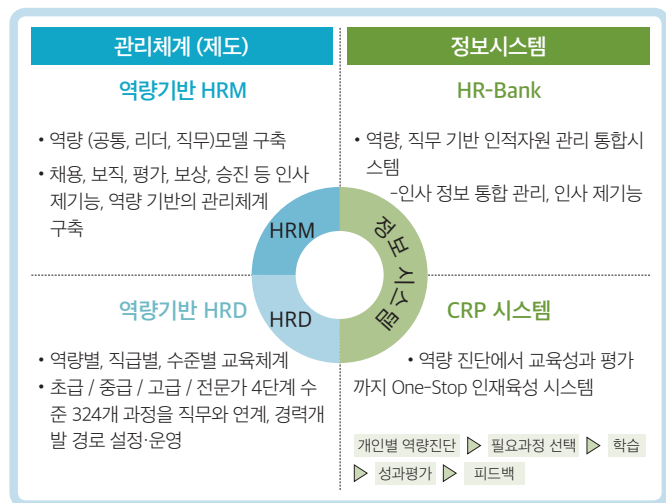 관리체계 (제도)
정보시스템
역량기반 HRM
• 역량 (공통, 리더, 직무)모델 구축
• 채용, 보직, 평가, 보상, 승진 등 인사
제기능, 역량 기반의 관리체계
구축
HR-Bank
• 역량, 직무 기반 인적자원 관리 통합시
스템
-인사 정보 통합 관리, 인사 제기능
HRM
HRD
정보 시스템
역량기반 HRD
• 역량별, 직급별, 수준별 교육체계
• 초급 / 중급 / 고급 / 전문가 4단계 수
준 324개 과정을 직무와 연계, 경력개
발 경로 설정·운영
CRP 시스템
• 역량 진단에서 교육성과 평가
까지 One-Stop 인재육성 시스템
개인별 역량진단 ▷ 필요과정 선택 ▷ 학습
▷ 성과평가 ▷ 피드백